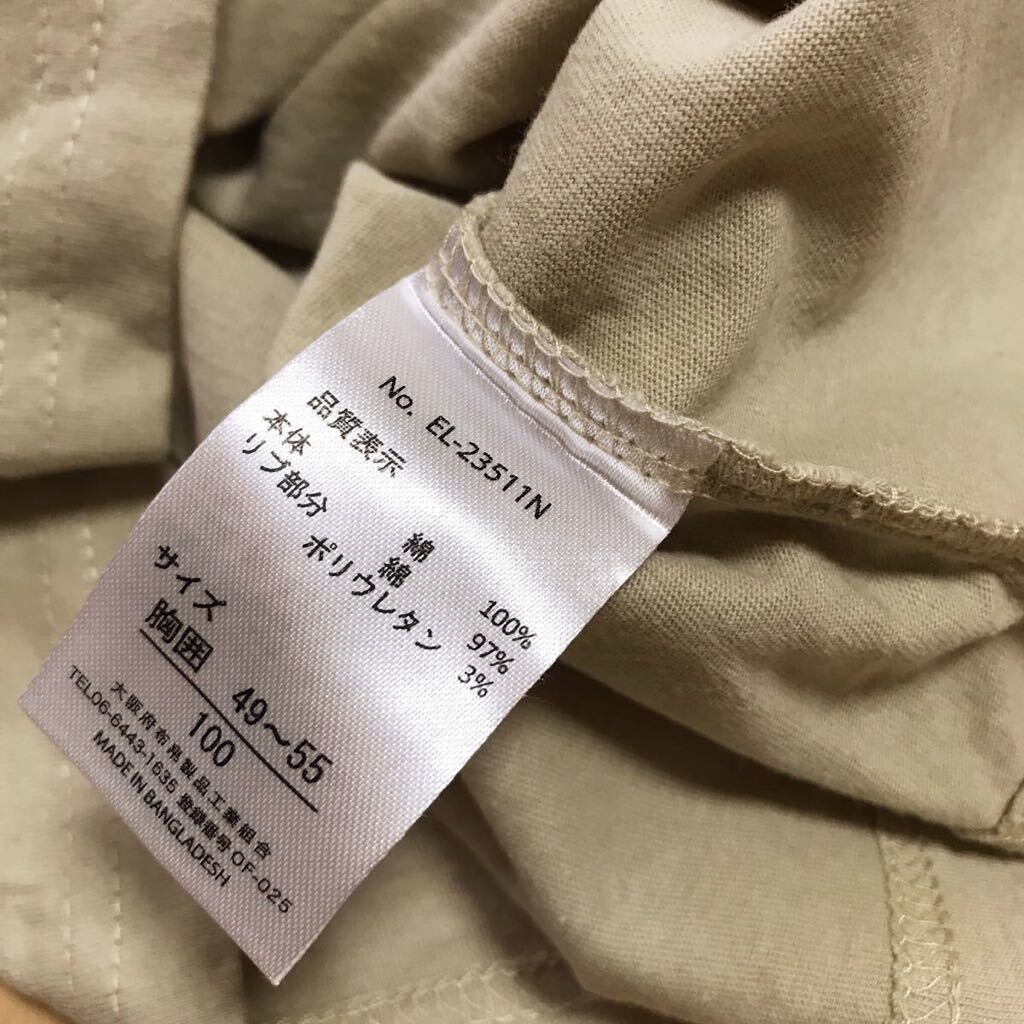 No. EL-23511N
品質表示
本体 綿 100%
リブ部分 綿 97%
ポリウレタン 3%
サイズ
胸囲 49〜55
100
大阪府布帛製品工業組合
TEL06-6443-1636 登録番号 OF-025
MADE IN BANGLADESH